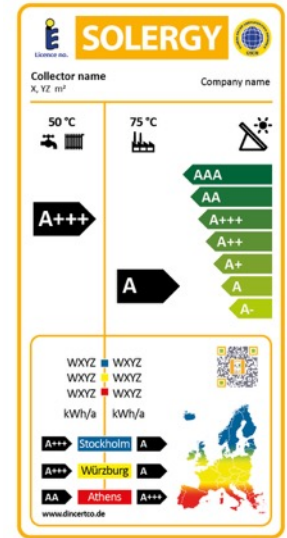 SOLERGY
Licence no.
Collector name
Company name
X, YZ m²
50 °C
75 °C
AAA
AA
A+++
A+++
A++
A+
A
A
A-
WXYZ WXYZ
WXYZ WXYZ
WXYZ WXYZ
kWh/a kWh/a
A+++ Stockholm A
A+++ Würzburg A
AA Athens A+++
www.dincertco.de